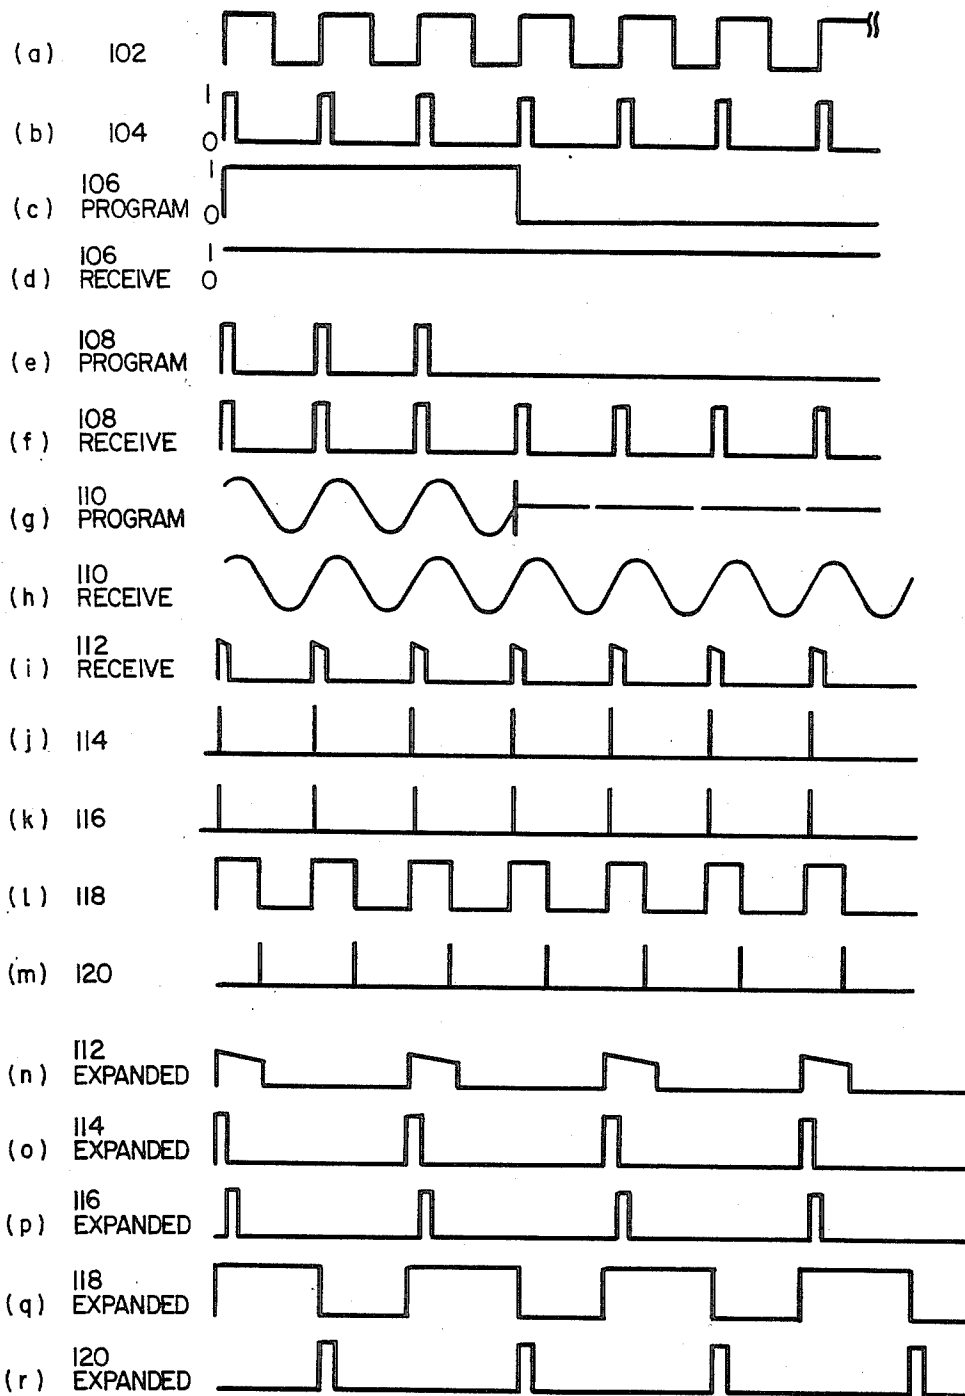 (a) 102
(b) 104 1
0
106
(c) PROGRAM 1
0
106
(d) RECEIVE 1
0
108
(e) PROGRAM
108
(f) RECEIVE
110
(g) PROGRAM
110
(h) RECEIVE
112
(i) RECEIVE
(j) 114
(k) 116
(l) 118
(m) 120
112
(n) EXPANDED
114
(o) EXPANDED
116
(p) EXPANDED
118
(q) EXPANDED
120
(r) EXPANDED